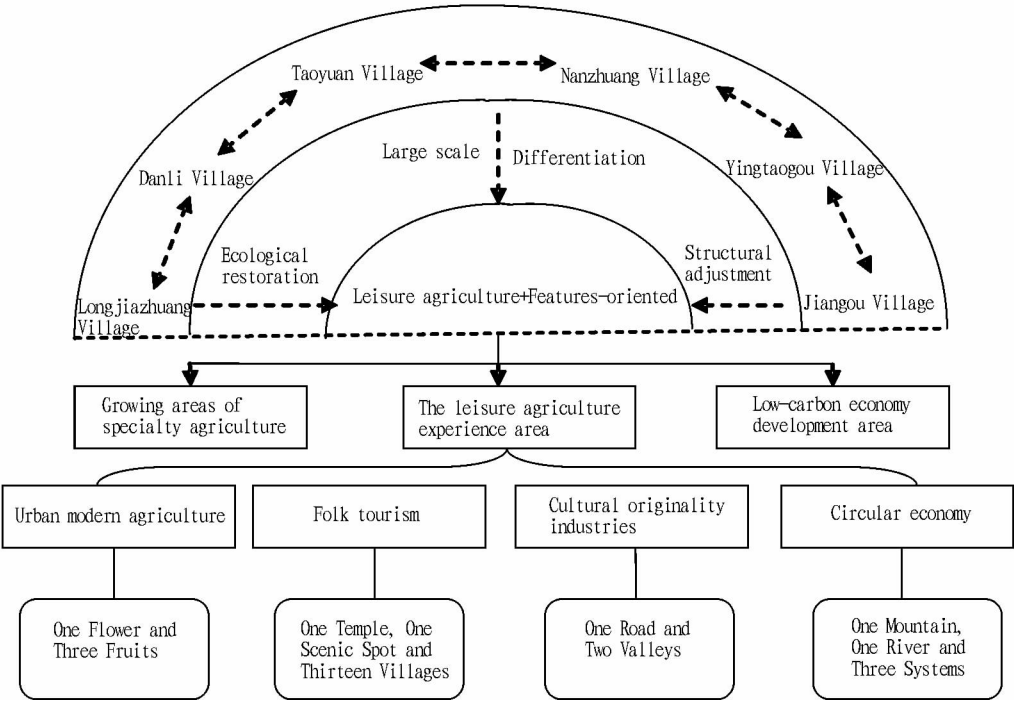 Taoyuan Village
Nanzhuang Village
Danli Village
Large scale
Differentiation
Yingtaogou Village
Ecological
restoration
Structural
adjustment
Longjiazhuang
Village
Leisure agriculture+Features-oriented
Jiangou Village
Growing areas of
specialty agriculture
The leisure agriculture
experience area
Low-carbon economy
development area
Urban modern agriculture
Folk tourism
Cultural originality
industries
Circular economy
One Flower and
Three Fruits
One Temple, One
Scenic Spot and
Thirteen Villages
One Road and
Two Valleys
One Mountain,
One River and
Three Systems